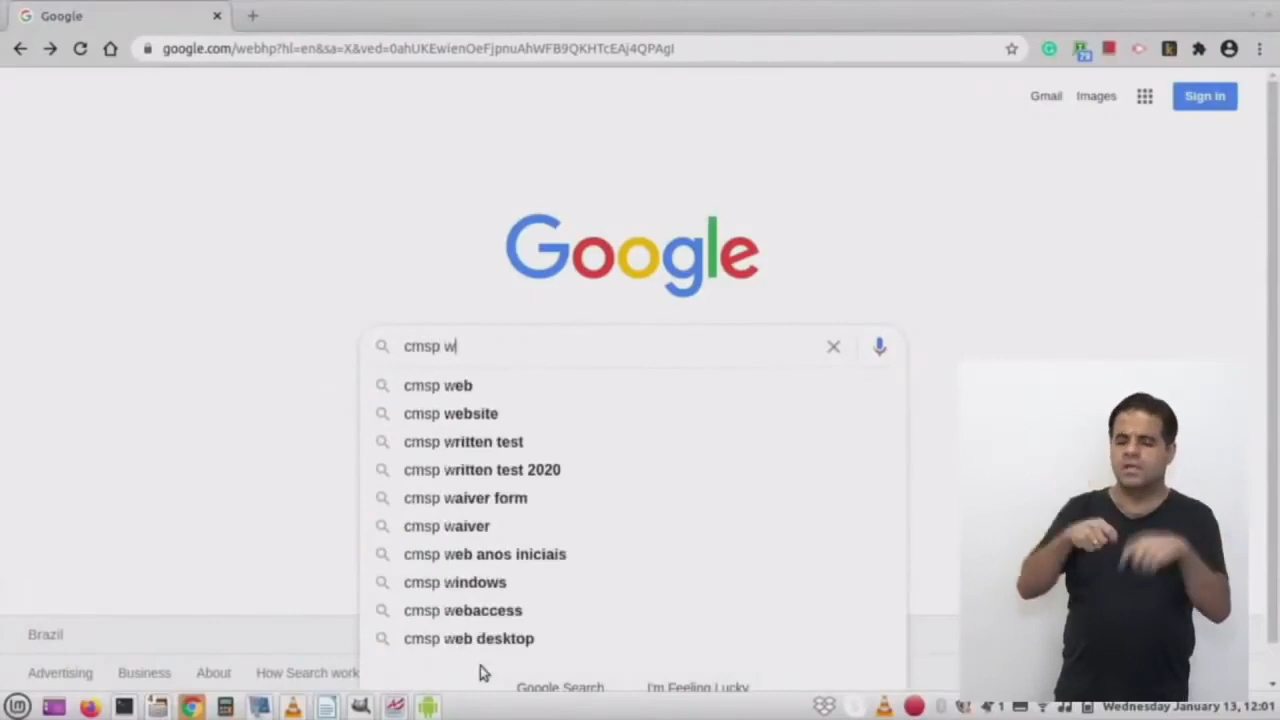 Google
google.com/webhp?hl=en&sa=X&ved=0ahUKEwienOeFjpnuAhWFB9QKHTcEAj4QPAgI
79
Gmail Images Sign in
Google
cmsp w
cmsp web
cmsp website
cmsp written test
cmsp written test 2020
cmsp waiver form
cmsp waiver
cmsp web anos iniciais
cmsp windows
cmsp webaccess
cmsp web desktop
Google Search I'm Feeling Lucky
Brazil
Advertising Business About How Search work
1 Wednesday January 13, 12:01